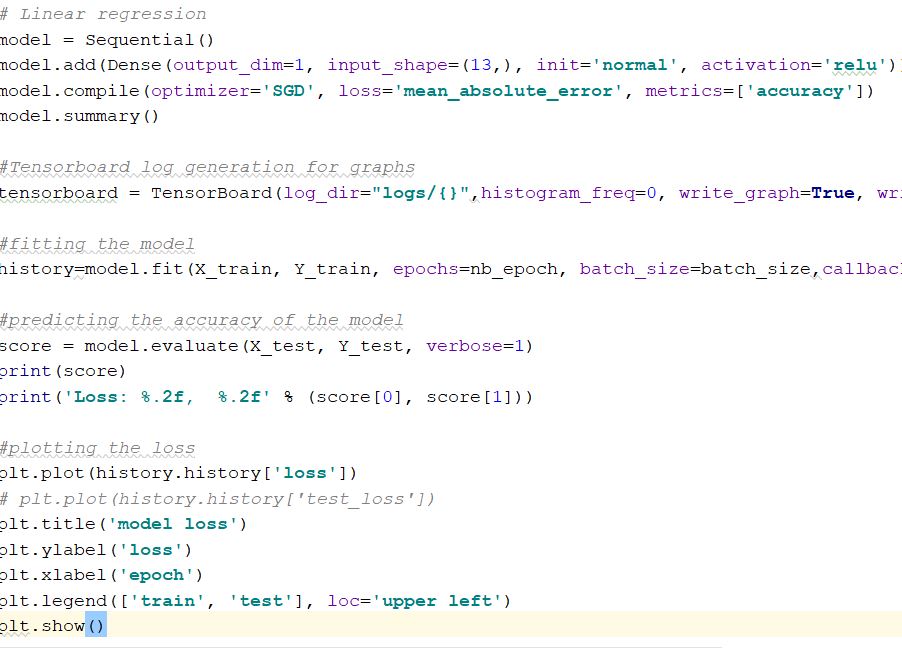 # Linear regression
model = Sequential()
model.add(Dense(output_dim=1, input_shape=(13,), init='normal', activation='relu'))
model.compile(optimizer='SGD', loss='mean_absolute_error', metrics=['accuracy'])
model.summary()
#Tensorboard log generation for graphs
tensorboard = TensorBoard(log_dir="logs/{}",histogram_freq=0, write_graph=True, wri
#fitting the model
history=model.fit(X_train, Y_train, epochs=nb_epoch, batch_size=batch_size,callbac
#predicting the accuracy of the model
score = model.evaluate(X_test, Y_test, verbose=1)
print(score)
print('Loss: %.2f,  %.2f' % (score[0], score[1]))
#plotting the loss
plt.plot(history.history['loss'])
# plt.plot(history.history['test_loss'])
plt.title('model loss')
plt.ylabel('loss')
plt.xlabel('epoch')
plt.legend(['train', 'test'], loc='upper left')
plt.show()